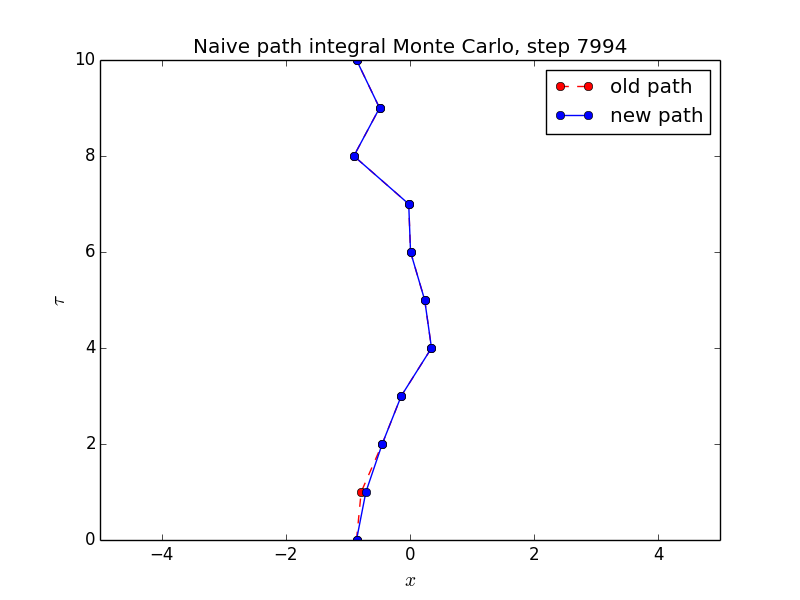 Naive path integral Monte Carlo, step 7994
10
old path
new path
8
6
τ
4
2
0
−4
−2
0
2
4
x